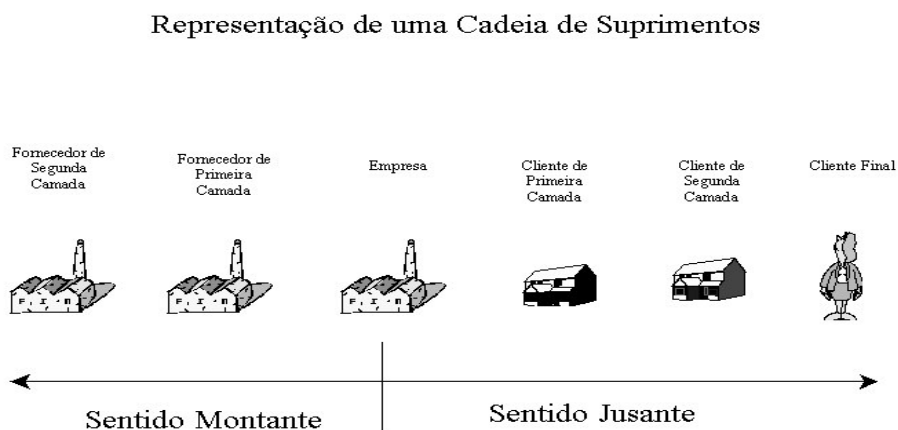 Representação de uma Cadeia de Suprimentos
Fornecedor de
Segunda
Camada
Fornecedor de
Primeira
Camada
Empresa
Cliente de
Primeira
Camada
Cliente de
Segunda
Camada
Cliente Final
Sentido Montante
Sentido Jusante